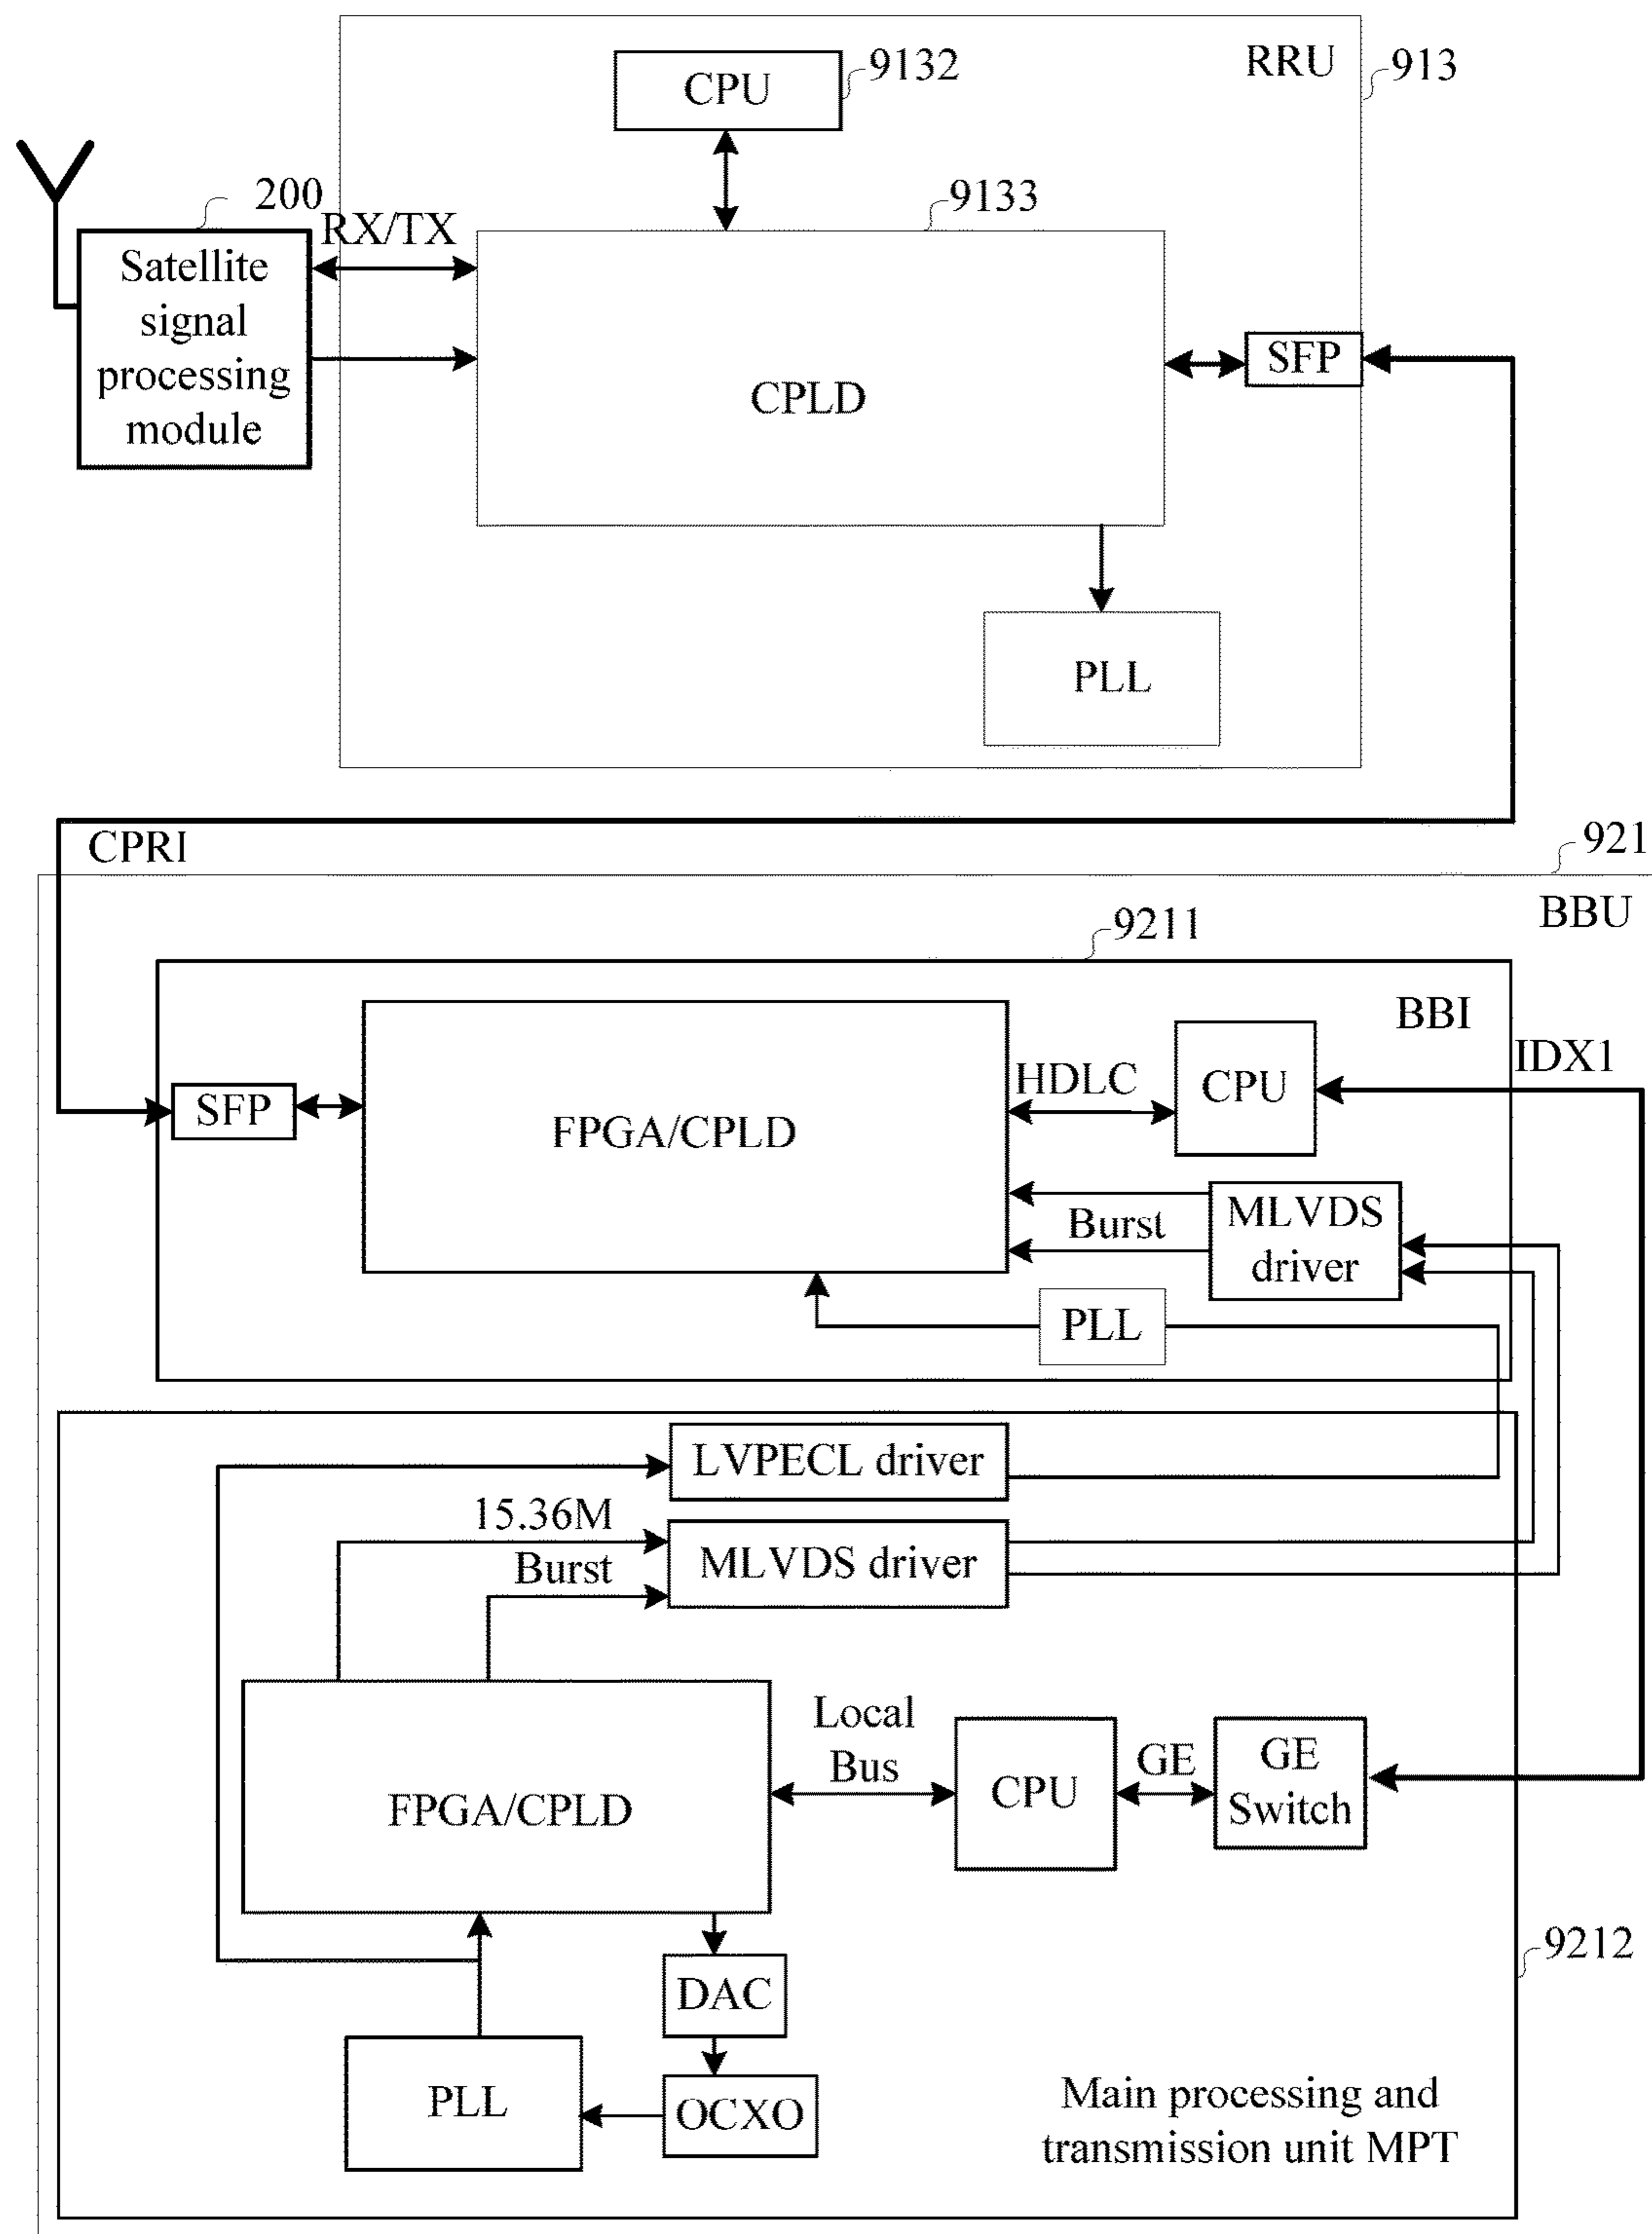 RRU
913
CPU
9132
200
RX/TX
9133
Satellite
signal
processing
module
CPLD
SFP
PLL
CPRI
921
BBU
9211
BBI
IDX1
SFP
FPGA/CPLD
HDLC
CPU
Burst
MLVDS
driver
PLL
LVPECL driver
15.36M
Burst
MLVDS driver
FPGA/CPLD
Local
Bus
CPU
GE
GE
Switch
9212
DAC
PLL
OCXO
Main processing and
transmission unit MPT